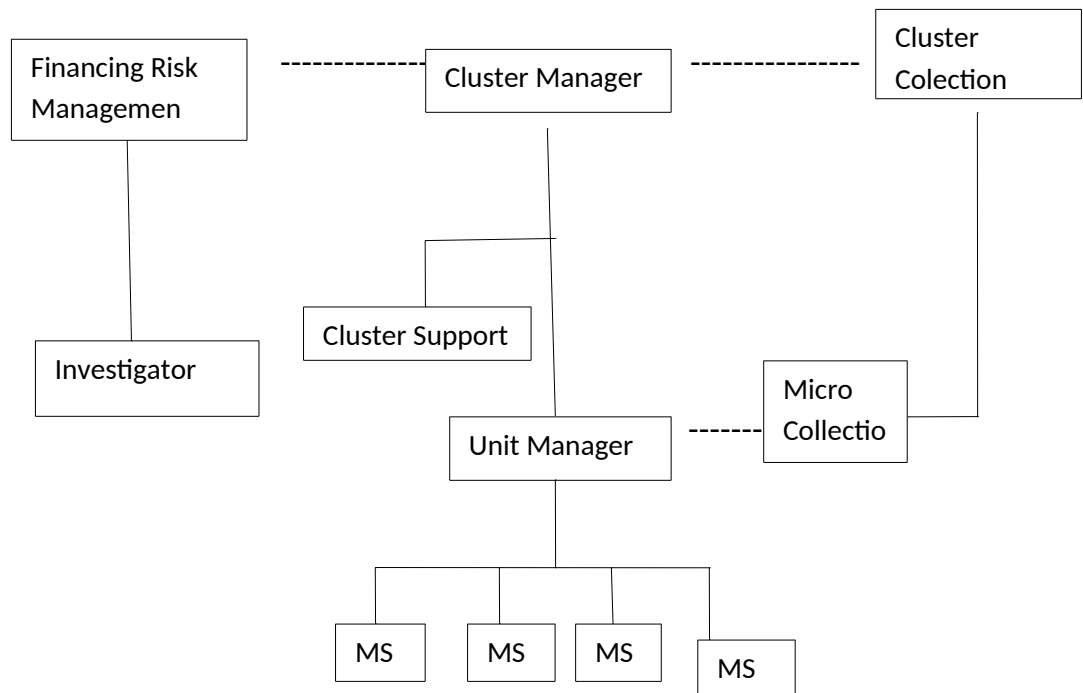 Financing Risk
Managemen
Cluster Manager
Cluster
Colection
Cluster Support
Investigator
Micro
Collectio
Unit Manager
MS
MS
MS
MS